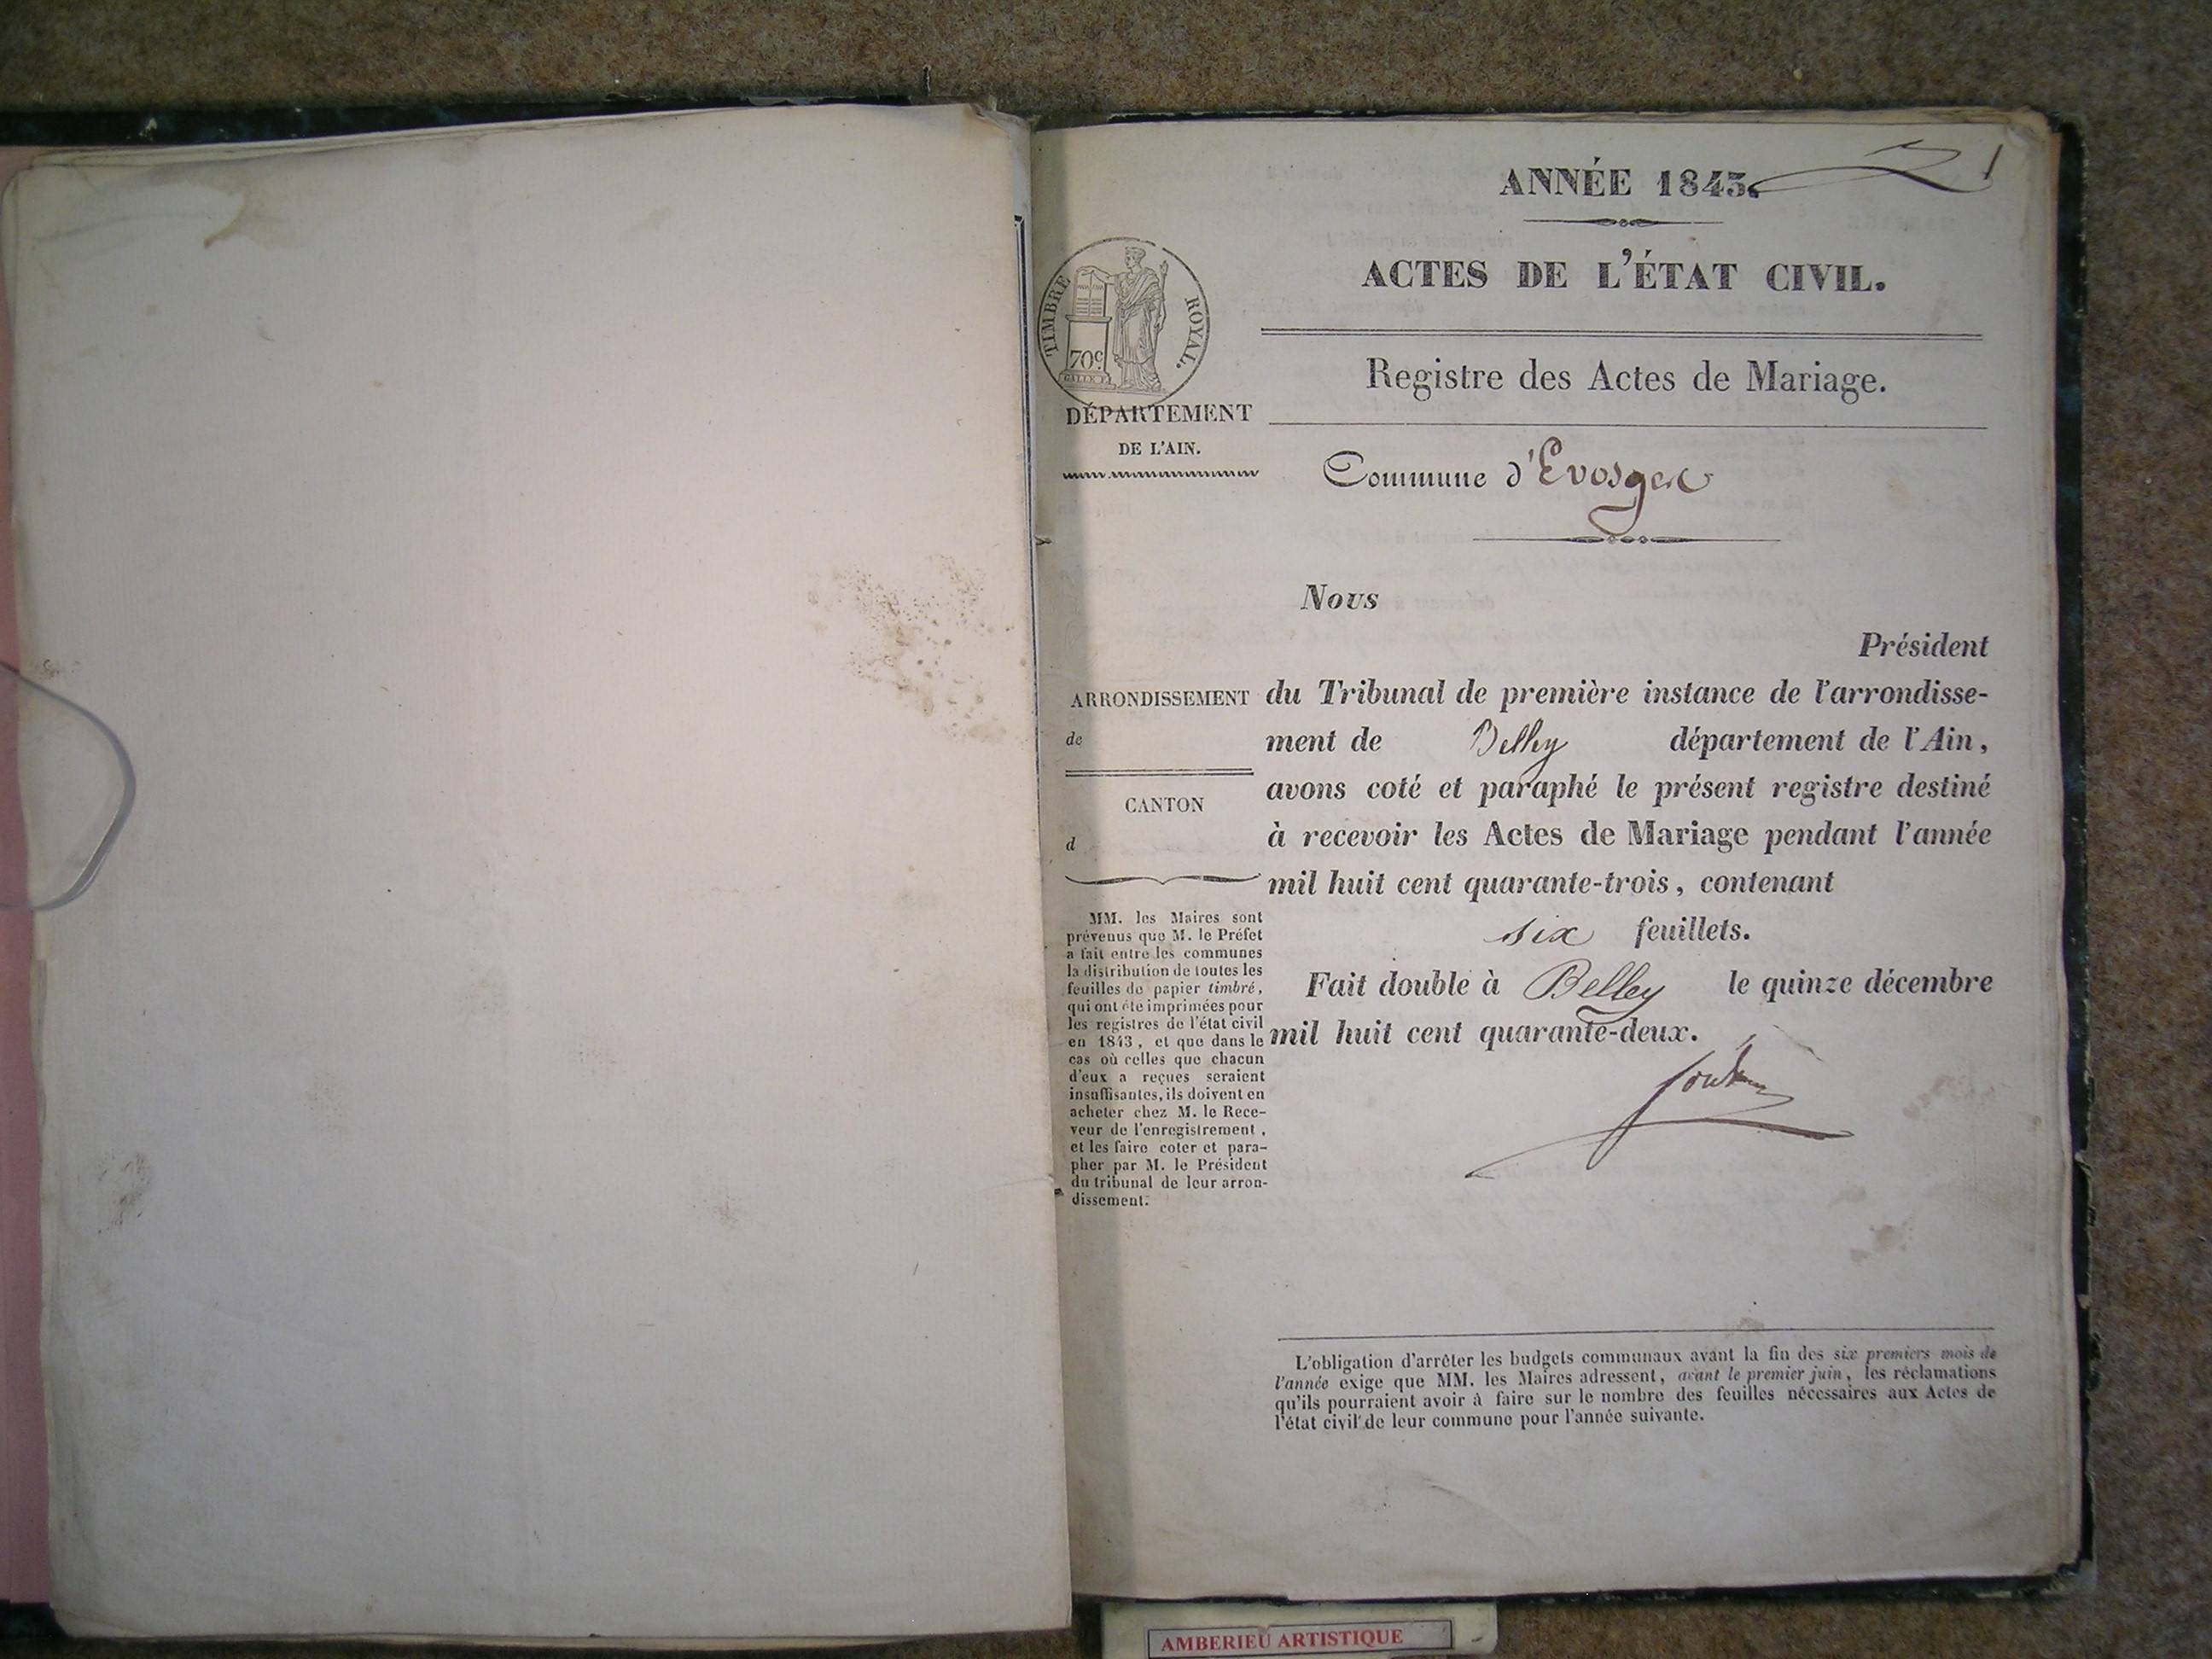 1
ANNÉE 1843.
ACTES DE L'ÉTAT CIVIL.
TIMBRE ROYAL.
70c
Registre des Actes de Mariage.
DÉPARTEMENT
DE L'AIN.
Commune d'Evosges
Nous
Président
ARRONDISSEMENT
de
CANTON
d
du Tribunal de première instance de l'arrondisse-
ment de Belley département de l'Ain,
avons coté et paraphé le présent registre destiné
à recevoir les Actes de Mariage pendant l'année
mil huit cent quarante-trois, contenant
six feuillets.
Fait double à Belley le quinze décembre
mil huit cent quarante-deux.
MM. les Maires sont
prévenus que M. le Préfet
a fait entre les communes
la distribution de toutes les
feuilles de papier timbré,
qui ont été imprimées pour
les registres de l'état civil
en 1843, et que dans le
cas où celles que chacun
d'eux a reçues seraient
insuffisantes, ils doivent en
acheter chez M. le Rece-
veur de l'enregistrement,
et les faire coter et para-
pher par M. le Président
du tribunal de leur arron-
dissement.
L'obligation d'arrêter les budgets communaux avant la fin des six premiers mois de
l'année exige que MM. les Maires adressent, avant le premier juin, les réclamations
qu'ils pourraient avoir à faire sur le nombre des feuilles nécessaires aux Actes de
l'état civil de leur commune pour l'année suivante.
AMBERIEU ARTISTIQUE